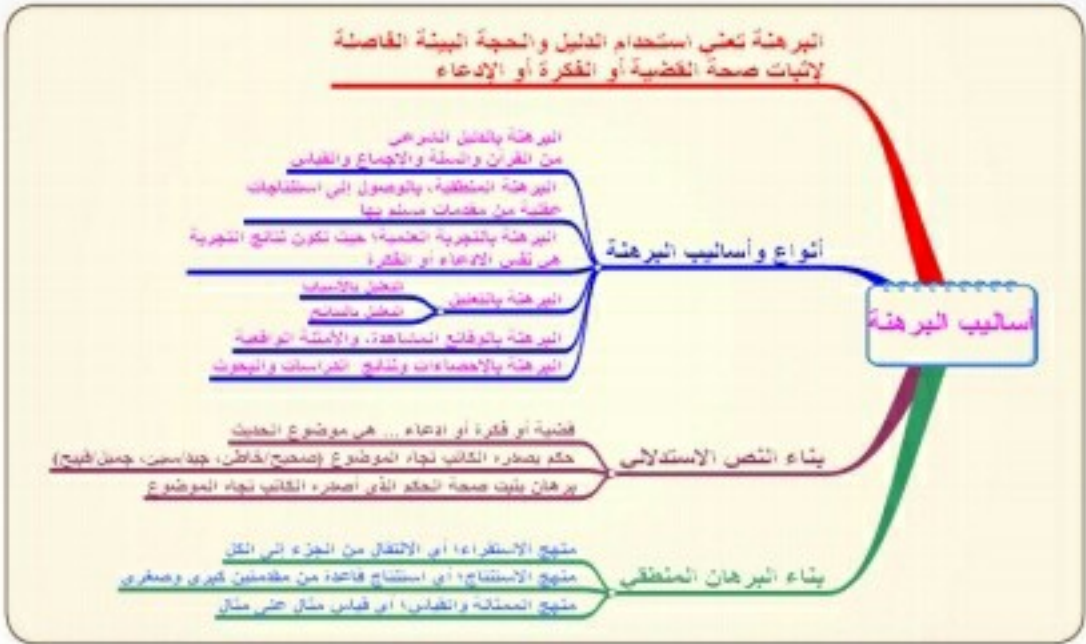 البرهنة تعني استخدام الدليل والحجة البينة الفاصلة
لإثبات صحة القضية أو الفكرة أو الإدعاء
أساليب البرهنة
أنواع وأساليب البرهنة
البرهنة بالدليل الشرعي
من القرآن والسنة والاجماع والقياس
البرهنة المنطقية، بالوصول إلى استنتاجات
عقلية من مقدمات مسلم بها
البرهنة بالتجربة العلمية؛ حيث تكون نتائج التجربة
هي نفس الادعاء أو الفكرة
البرهنة بالتعليل
التعليل بالأسباب
التعليل بالنتائج
البرهنة بالوقائع المشاهدة، والأمثلة الواقعية
البرهنة بالاحصاءات ونتائج الدراسات والبحوث
بناء النص الاستدلالي
قضية أو فكرة أو ادعاء ... هي موضوع الحديث
حكم يصدره الكاتب تجاه الموضوع (صحيح/خاطئ، جيد/سيئ، جميل/قبيح)
برهان يثبت صحة الحكم الذي أصدره الكاتب تجاه الموضوع
بناء البرهان المنطقي
منهج الاستقراء؛ أي الانتقال من الجزء إلى الكل
منهج الاستنتاج؛ أي استنتاج قاعدة من مقدمتين كبرى وصغرى
منهج المماثلة والقياس؛ أي قياس مثال على مثال